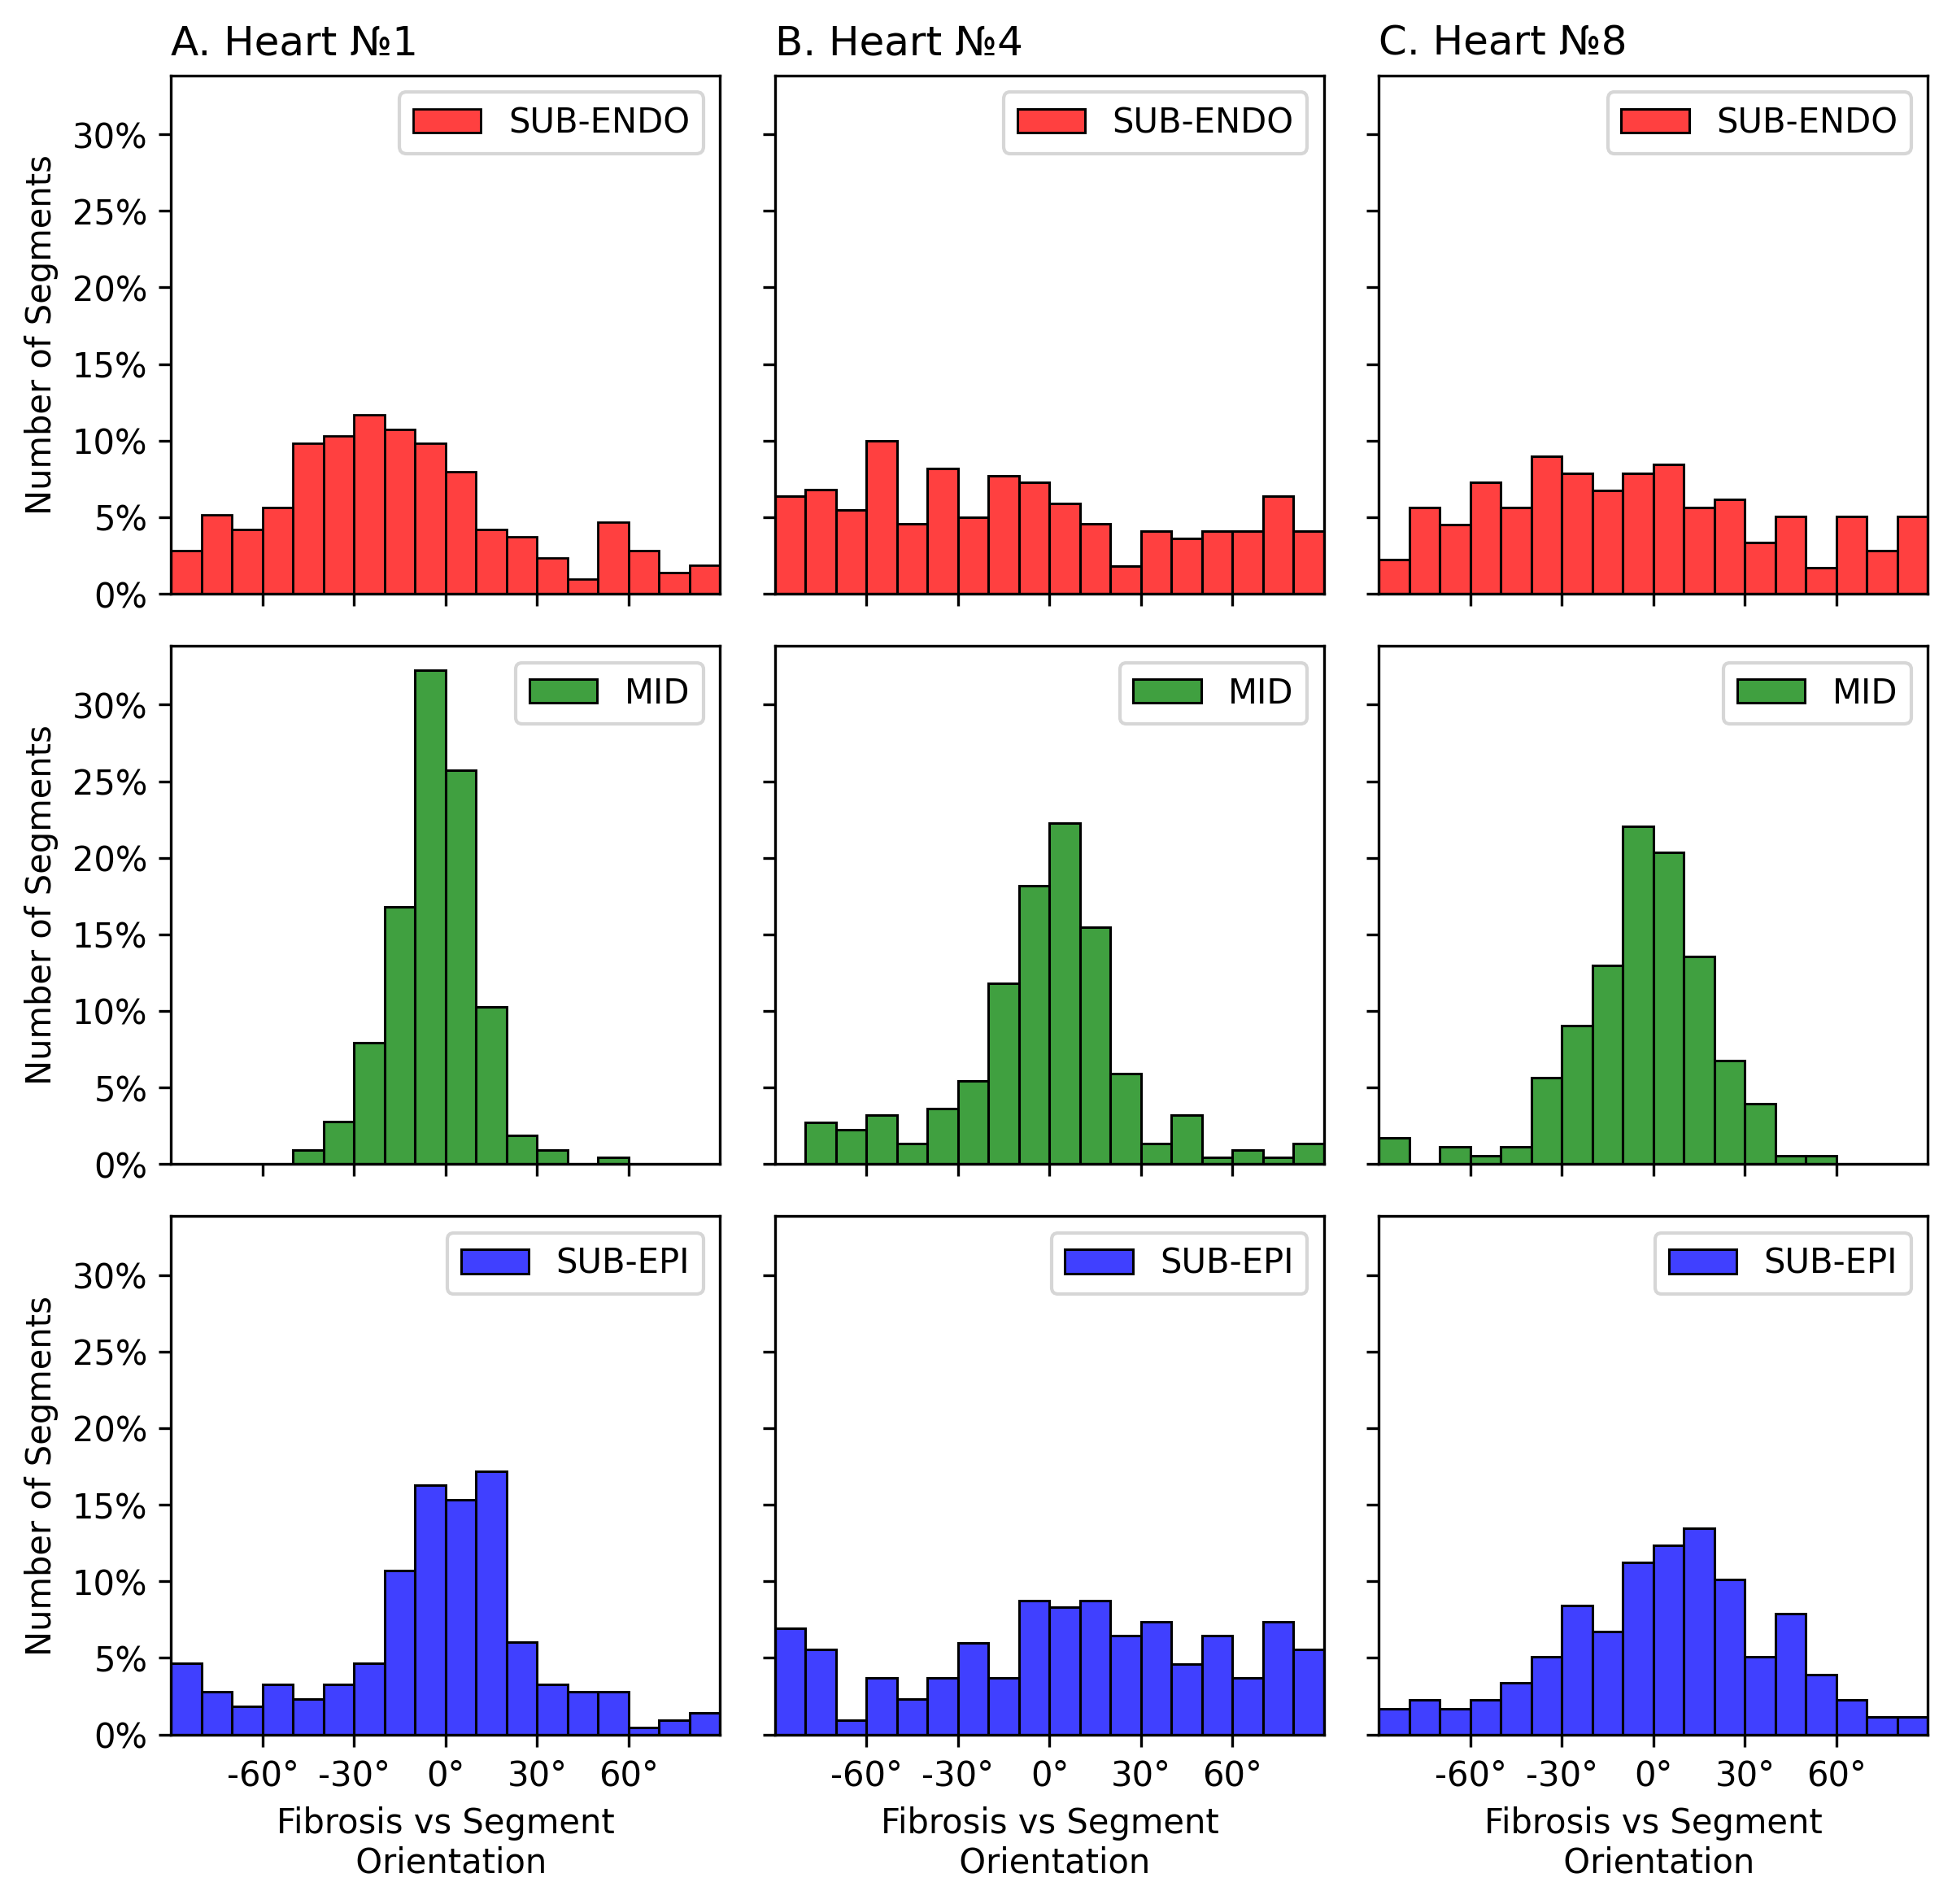 A. Heart №1
B. Heart №4
C. Heart №8
Number of Segments
30%
25%
20%
15%
10%
5%
0%
SUB-ENDO
SUB-ENDO
SUB-ENDO
Number of Segments
30%
25%
20%
15%
10%
5%
0%
MID
MID
MID
Number of Segments
30%
25%
20%
15%
10%
5%
0%
SUB-EPI
SUB-EPI
SUB-EPI
-60° -30° 0° 30° 60°
Fibrosis vs Segment
Orientation
-60° -30° 0° 30° 60°
Fibrosis vs Segment
Orientation
-60° -30° 0° 30° 60°
Fibrosis vs Segment
Orientation